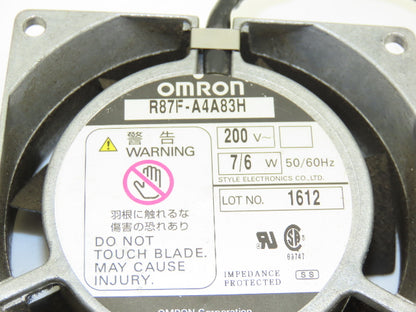 OMRON
R87F-A4A83H
警告
WARNING
羽根に触れるな
傷害の恐れあり
DO NOT
TOUCH BLADE.
MAY CAUSE
INJURY.
200 V~
7/6 W 50/60Hz
STYLE ELECTRONICS CO.,LTD.
LOT NO. 1612
IMPEDANCE
PROTECTED
S S
OMRON Corporation